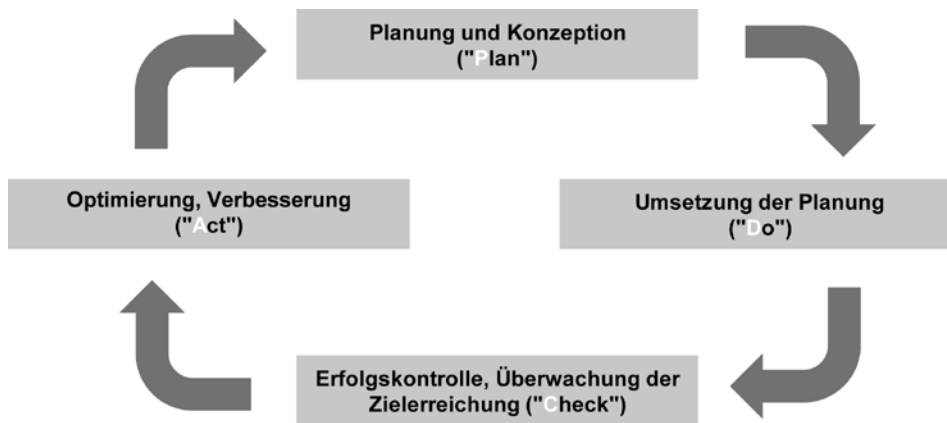 Planung und Konzeption
("Plan")
Optimierung, Verbesserung
("Act")
Umsetzung der Planung
("Do")
Erfolgskontrolle, Überwachung der
Zielerreichung ("Check")